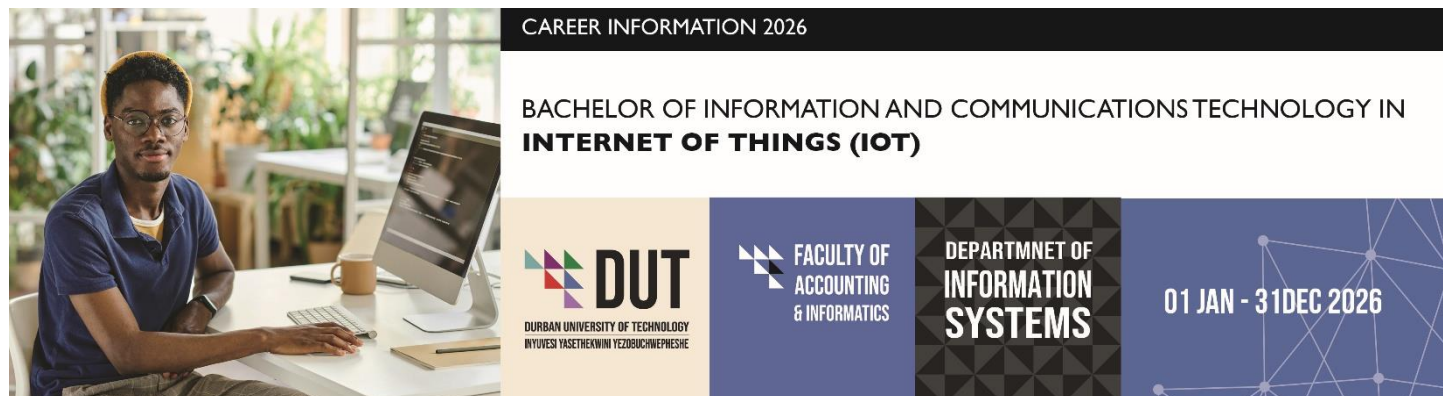 CAREER INFORMATION 2026
BACHELOR OF INFORMATION AND COMMUNICATIONS TECHNOLOGY IN
INTERNET OF THINGS (IOT)
DUT
DURBAN UNIVERSITY OF TECHNOLOGY
INYUVESI YASETHEKWINI YEZOBUCHWEPHESHE
FACULTY OF
ACCOUNTING
& INFORMATICS
DEPARTMNET OF
INFORMATION
SYSTEMS
01 JAN - 31DEC 2026